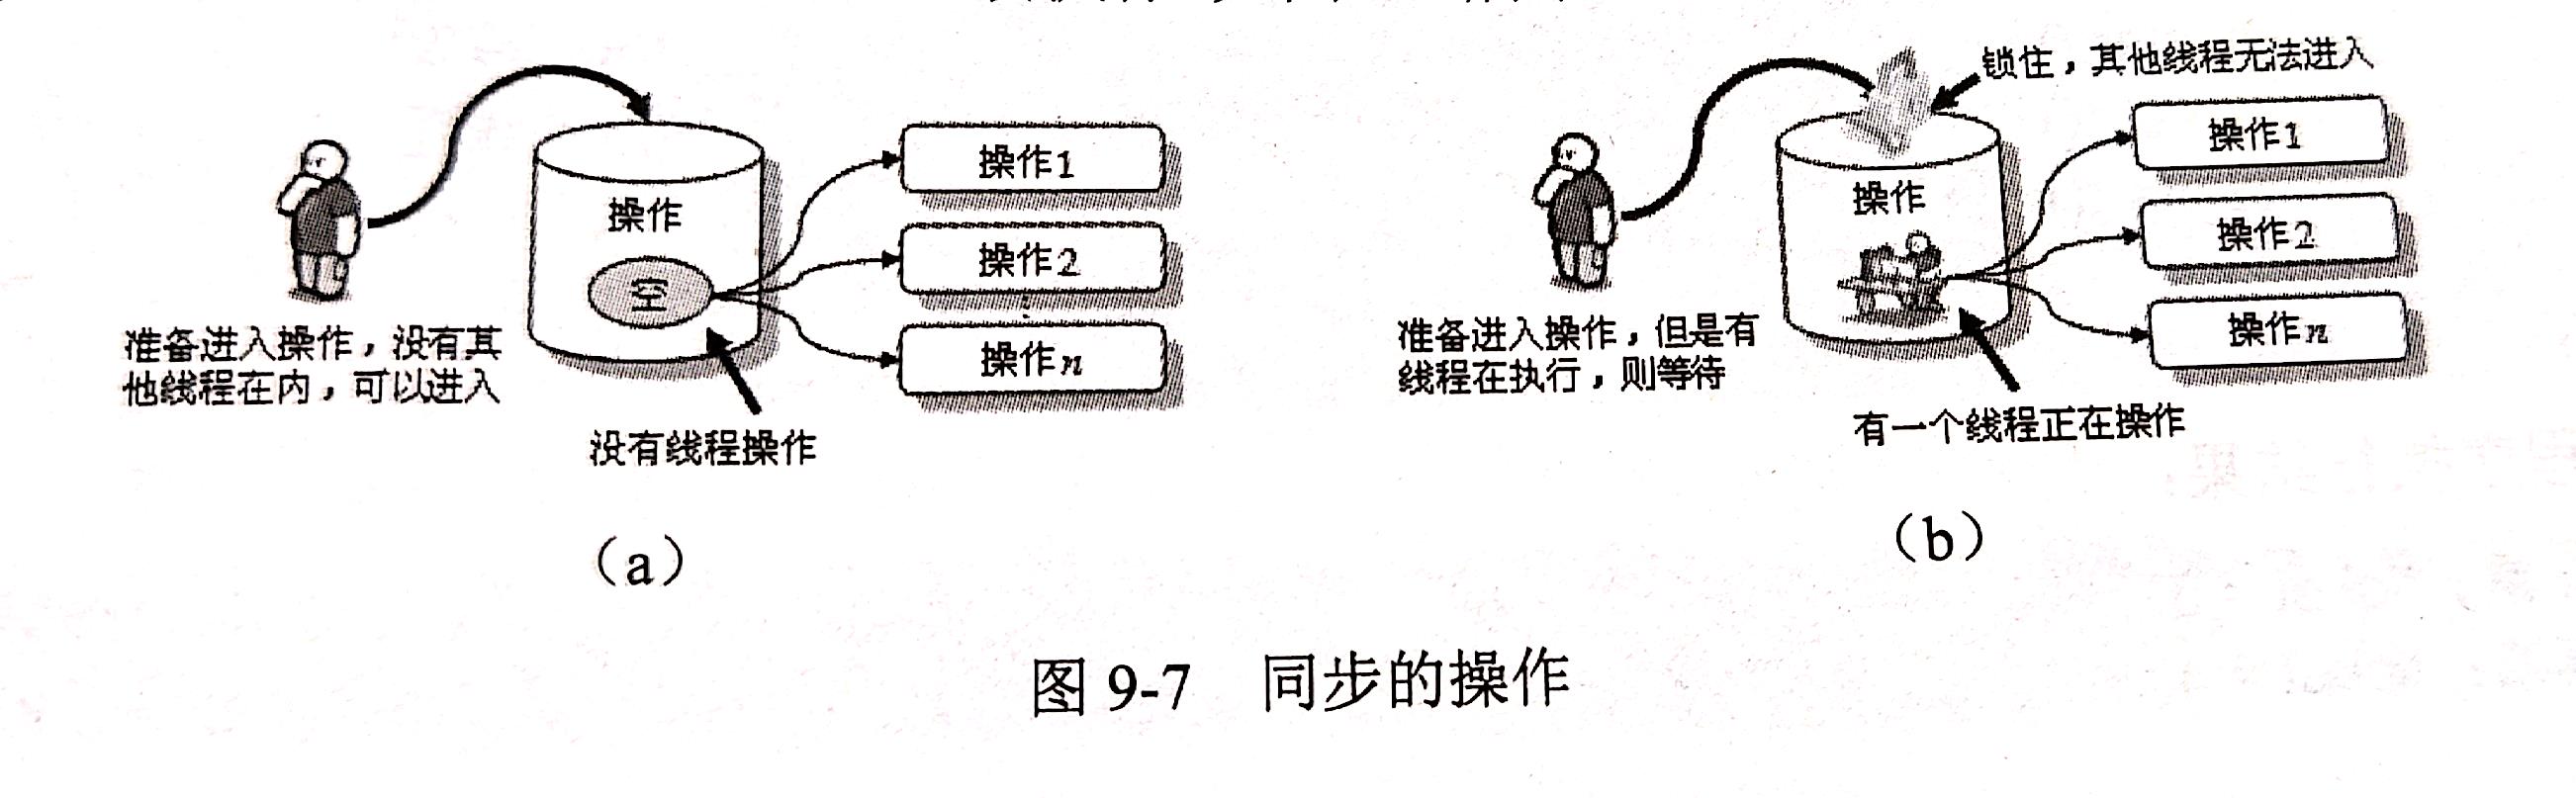 操作
空
操作1
操作2
操作n
准备进入操作，没有其
他线程在内，可以进入
没有线程操作
（a）
锁住，其他线程无法进入
操作
操作1
操作2
操作n
准备进入操作，但是有
线程在执行，则等待
有一个线程正在操作
（b）
图 9-7 同步的操作